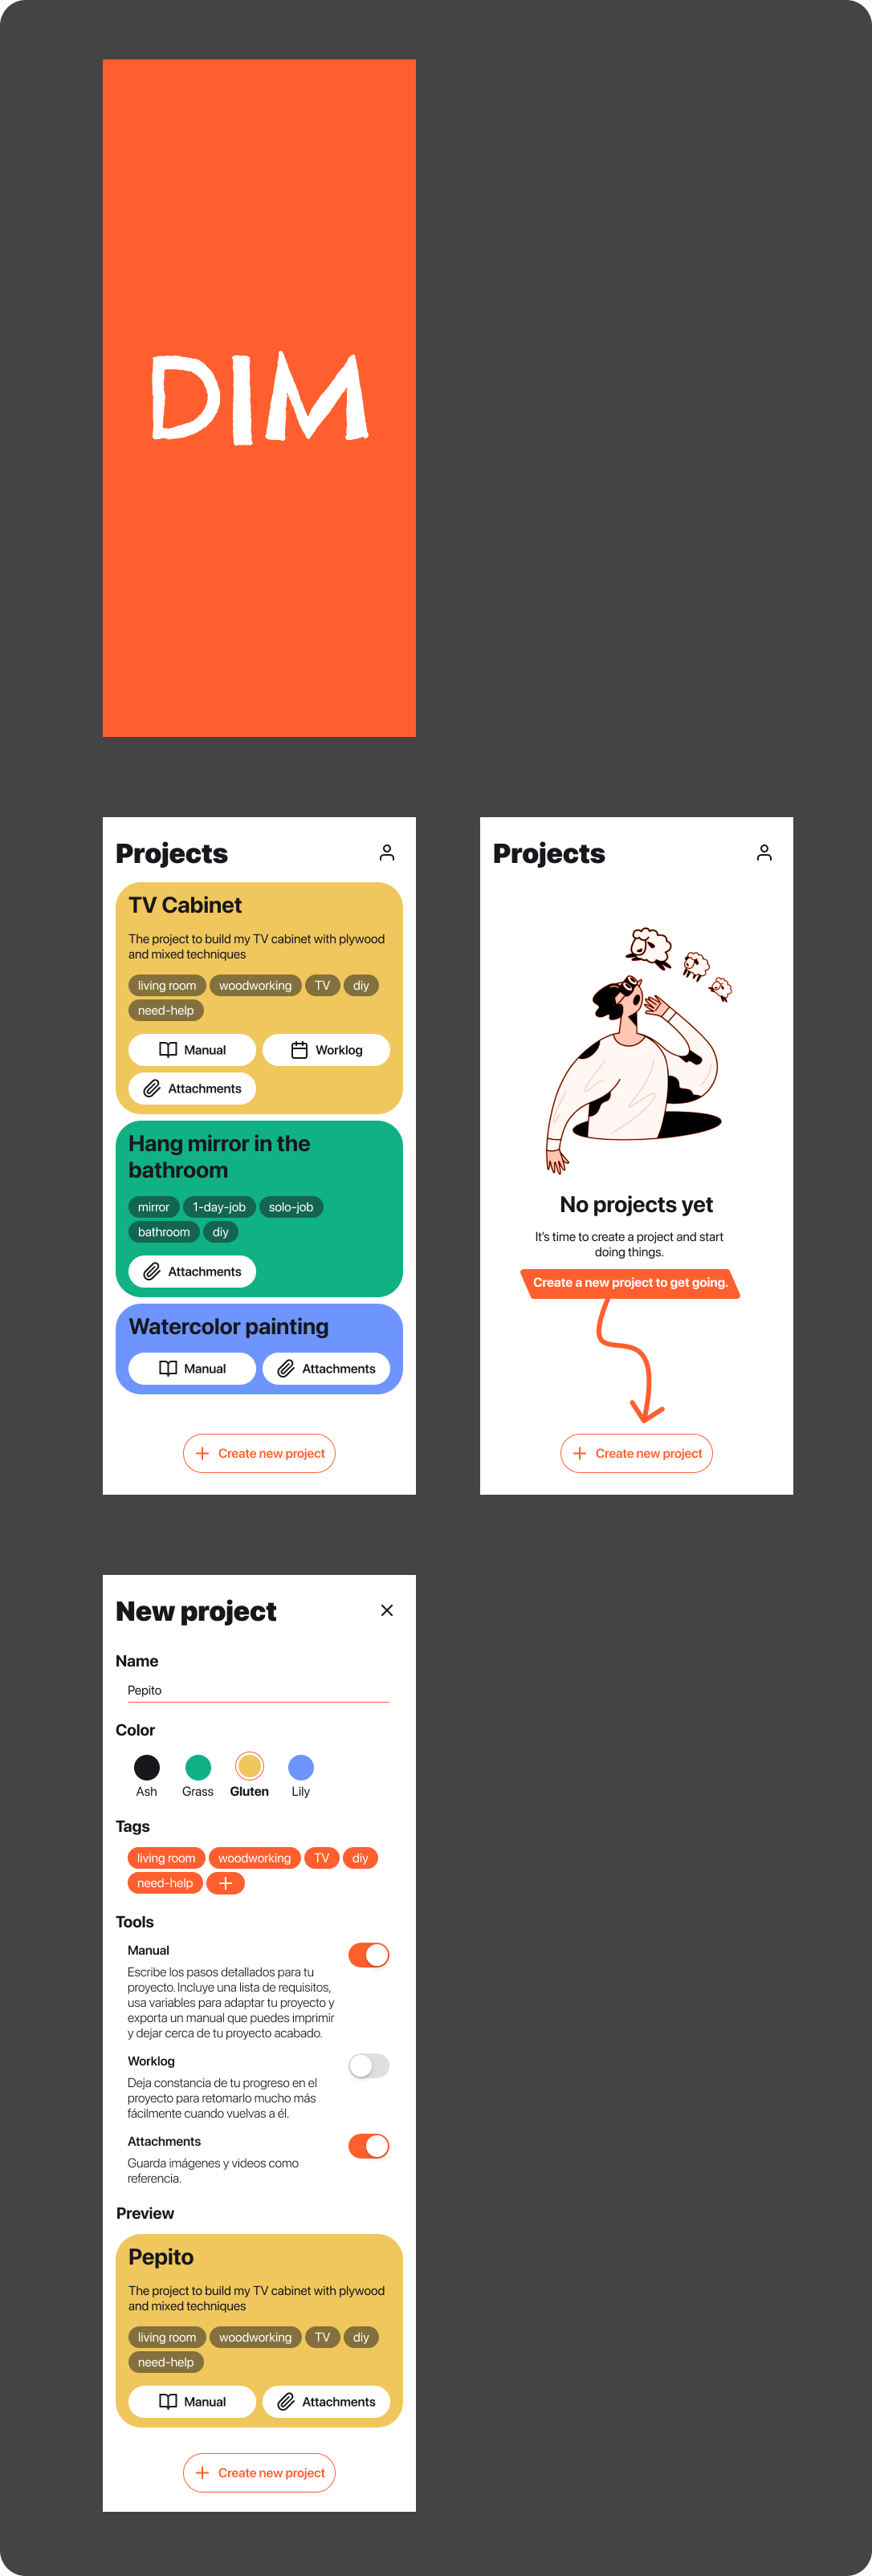 DIM
Projects
TV Cabinet
The project to build my TV cabinet with plywood
and mixed techniques
living room woodworking TV diy
need-help
Manual Worklog
Attachments
Hang mirror in the
bathroom
mirror 1-day-job solo-job
bathroom diy
Attachments
Watercolor painting
Manual Attachments
Create new project
Projects
No projects yet
It's time to create a project and start
doing things.
Create a new project to get going.
Create new project
New project
Name
Pepito
Color
Ash Grass Gluten Lily
Tags
living room woodworking TV diy
need-help
Tools
Manual
Escribe los pasos detallados para tu
proyecto. Incluye una lista de requisitos,
usa variables para adaptar tu proyecto y
exporta un manual que puedes imprimir
y dejar cerca de tu proyecto acabado.
Worklog
Deja constancia de tu progreso en el
proyecto para retomarlo mucho más
fácilmente cuando vuelvas a él.
Attachments
Guarda imágenes y videos como
referencia.
Preview
Pepito
The project to build my TV cabinet with plywood
and mixed techniques
living room woodworking TV diy
need-help
Manual Attachments
Create new project